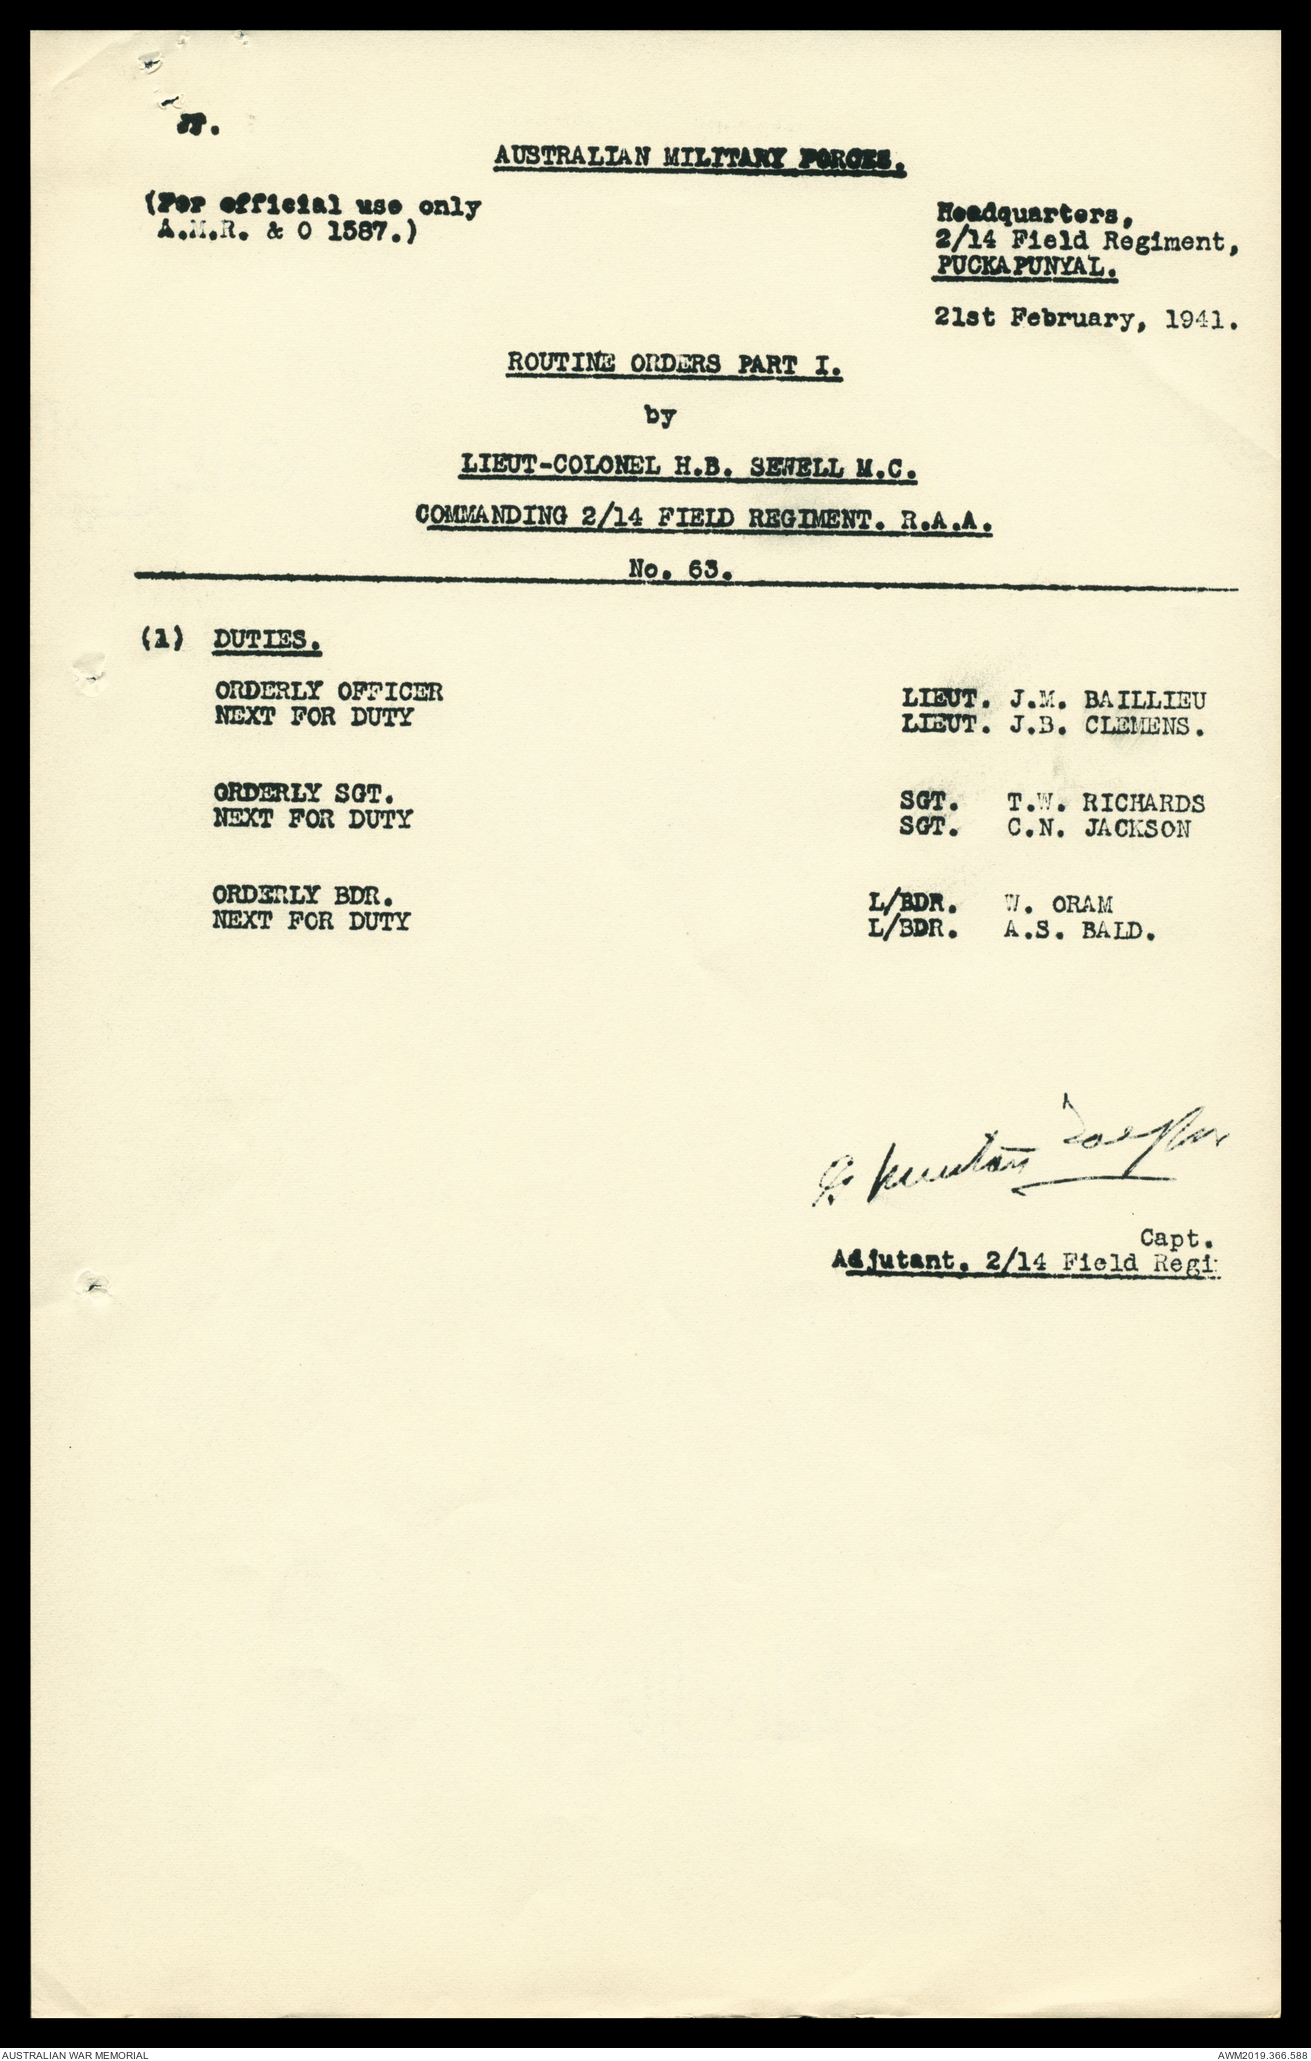 77.
AUSTRALIAN MILITARY FORCES.
(For official use only
A.M.R. & O 1587.)
Headquarters,
2/14 Field Regiment,
PUCKAPUNYAL.
21st February, 1941.
ROUTINE ORDERS PART I.
by
LIEUT-COLONEL H.B. SEWELL M.C.
COMMANDING 2/14 FIELD REGIMENT. R.A.A.
No. 63.
(1) DUTIES.
ORDERLY OFFICER LIEUT. J.M. BAILLIEU
NEXT FOR DUTY LIEUT. J.B. CLEMENS.
ORDERLY SGT. SGT. T.W. RICHARDS
NEXT FOR DUTY SGT. C.N. JACKSON
ORDERLY BDR. L/BDR. W. ORAM
NEXT FOR DUTY L/BDR. A.S. BALD.
Capt.
Adjutant. 2/14 Field Regi
AUSTRALIAN WAR MEMORIAL
AWM2019.366.588